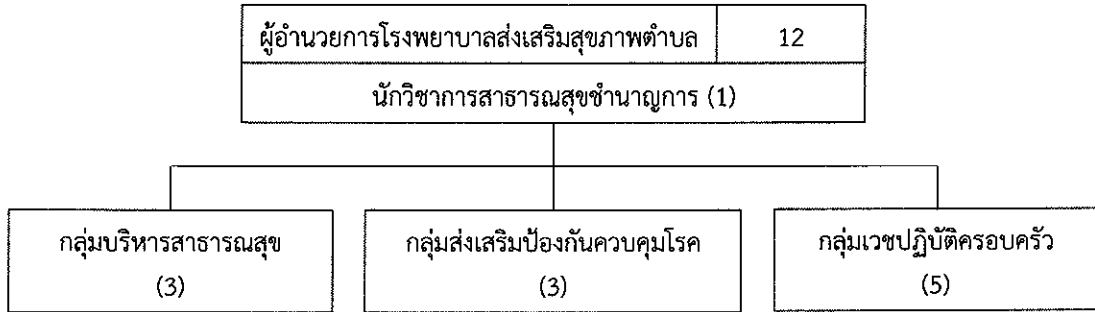 ผู้อำนวยการโรงพยาบาลส่งเสริมสุขภาพตำบล 12
นักวิชาการสาธารณสุขชำนาญการ (1)
กลุ่มบริหารสาธารณสุข
(3)
กลุ่มส่งเสริมป้องกันควบคุมโรค
(3)
กลุ่มเวชปฏิบัติครอบครัว
(5)